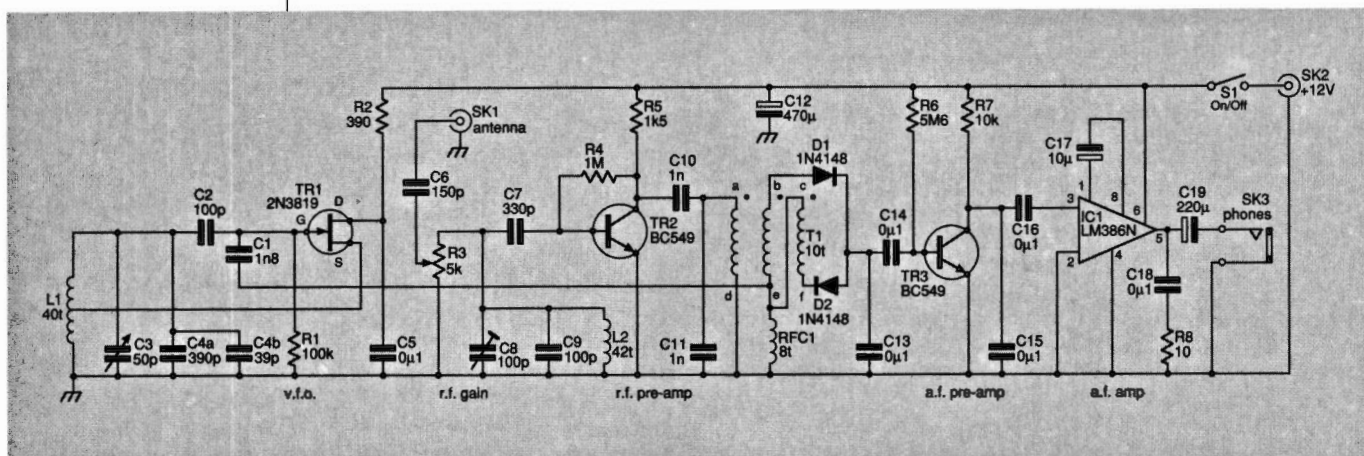 SK2
+12V
S1
On/Off
R2
390
SK1
antenna
R5
1k5
C12
470µ
R6
5M6
R7
10k
C17
10µ
D1
1N4148
R4
1M
C10
1n
C6
150p
C2
100p
TR1
2N3819
D
G
S
C7
330p
a
b
c
1
8
6
3
IC1
LM386N
C19
220µ
SK3
phones
TR2
BC549
C14
0µ1
C16
0µ1
5
C1
1n8
R3
5k
T1
10t
TR3
BC549
2
4
C18
0µ1
d
e
f
D2
1N4148
L1
40t
C3
50p
C4a
390p
C4b
39p
R1
100k
C5
0µ1
C8
100p
C9
100p
L2
42t
C11
1n
RFC1
8t
C13
0µ1
C15
0µ1
R8
10
v.f.o.
r.f. gain
r.f. pre-amp
a.f. pre-amp
a.f. amp